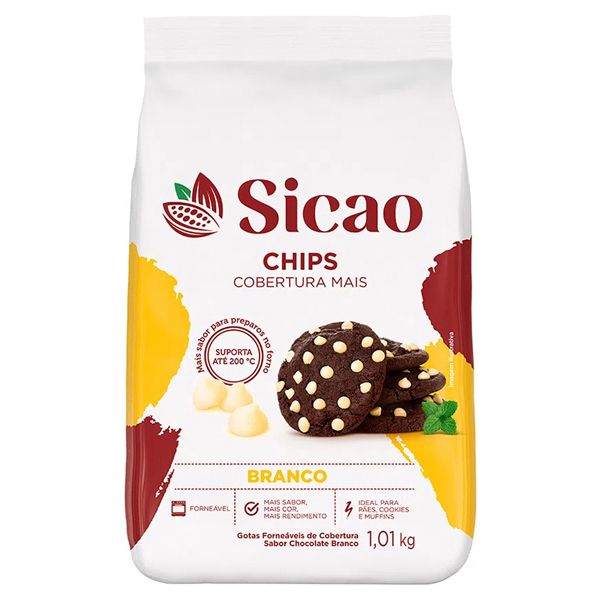 Sicao
CHIPS
COBERTURA MAIS
Mais sabor para preparos no forno
SUPORTA
ATÉ 200 °C
Imagem ilustrativa
BRANCO
FORNEÁVEL
MAIS SABOR,
MAIS COR,
MAIS RENDIMENTO
IDEAL PARA
PÃES, COOKIES
E MUFFINS
Gotas Forneáveis de Cobertura
Sabor Chocolate Branco
1,01 kg